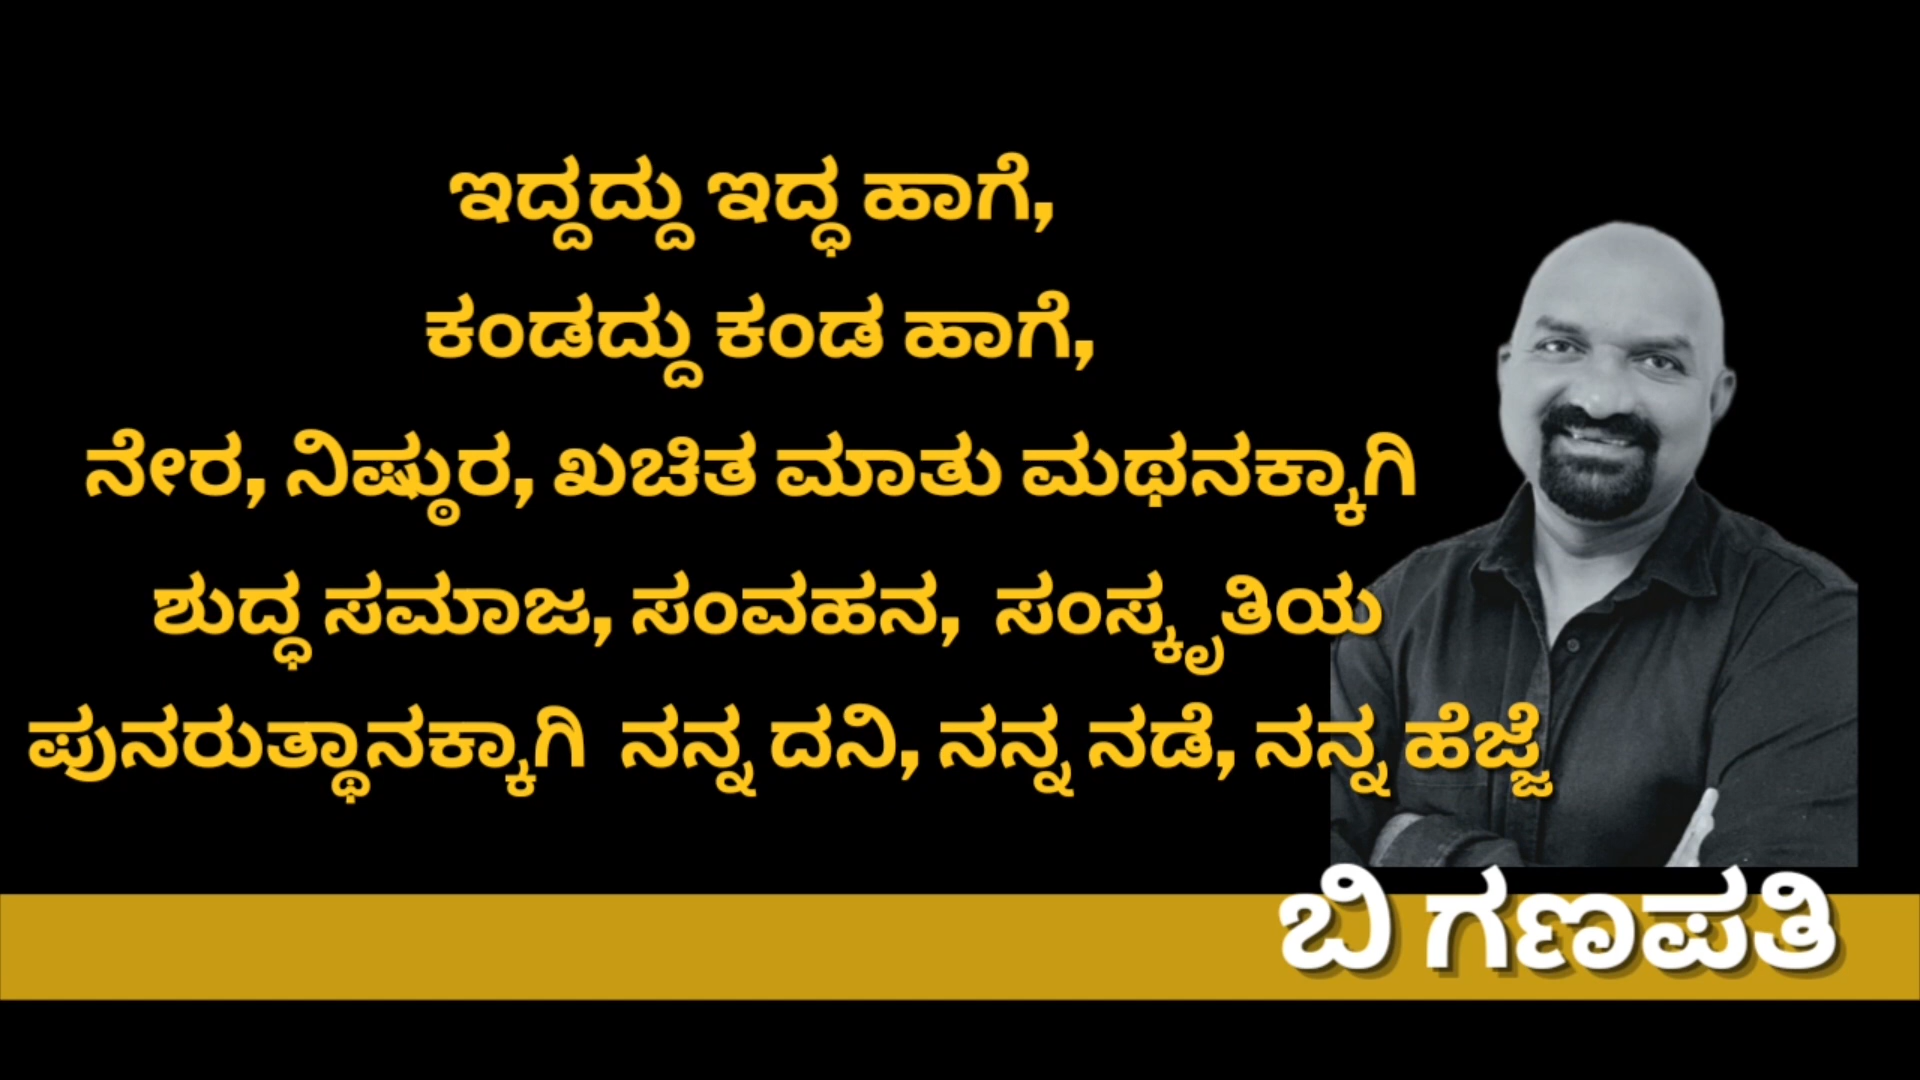 ಇದ್ದದ್ದು ಇದ್ಧ ಹಾಗೆ,
ಕಂಡದ್ದು ಕಂಡ ಹಾಗೆ,
ನೇರ, ನಿಷ್ಠುರ, ಖಚಿತ ಮಾತು ಮಥನಕ್ಕಾಗಿ
ಶುದ್ಧ ಸಮಾಜ, ಸಂವಹನ, ಸಂಸ್ಕೃತಿಯ
ಪುನರುತ್ಥಾನಕ್ಕಾಗಿ ನನ್ನ ದನಿ, ನನ್ನ ನಡೆ, ನನ್ನ ಹೆಜ್ಜೆ
ಬಿ ಗಣಪತಿ